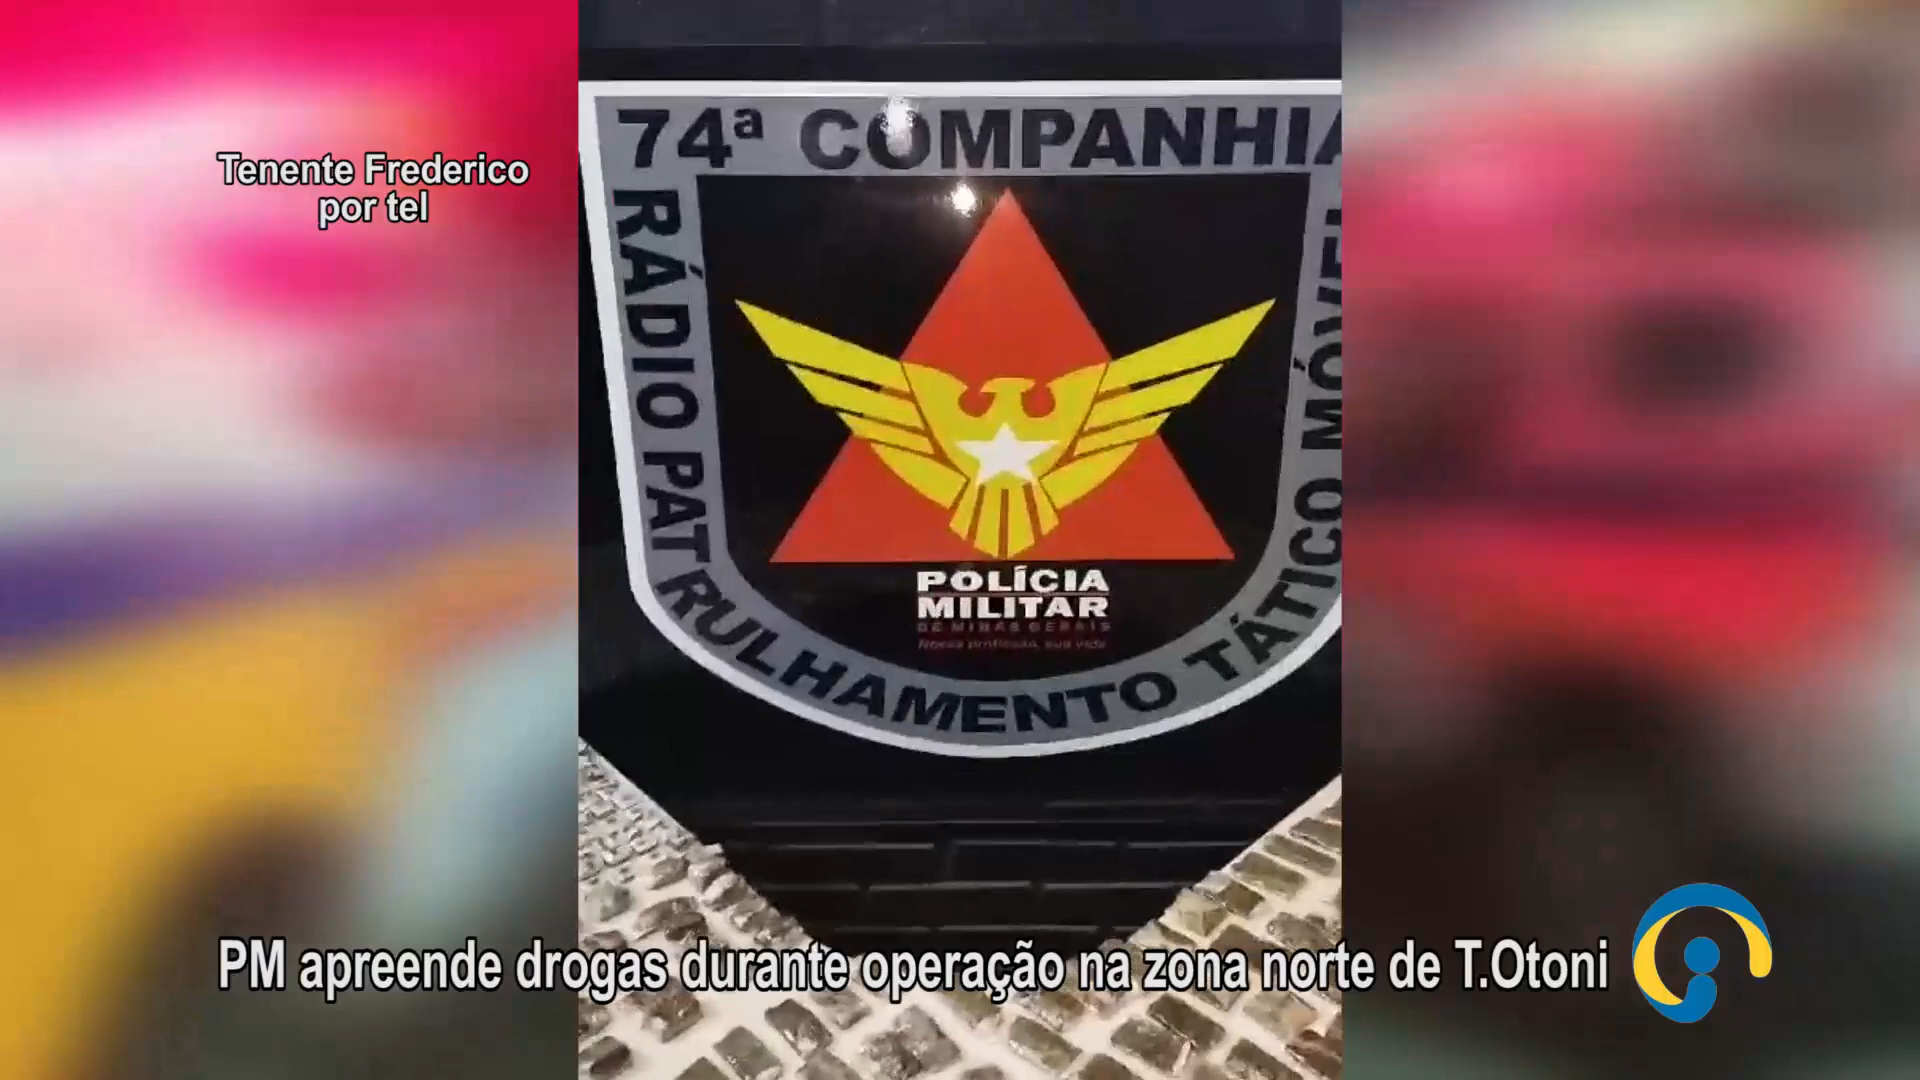 Tenente Frederico
por tel
74ª COMPANHIA
RÁDIO PATRULHAMENTO TÁTICO MÓVEL
POLÍCIA
MILITAR
DE MINAS GERAIS
Nossa profissão, sua vida
PM apreende drogas durante operação na zona norte de T.Otoni